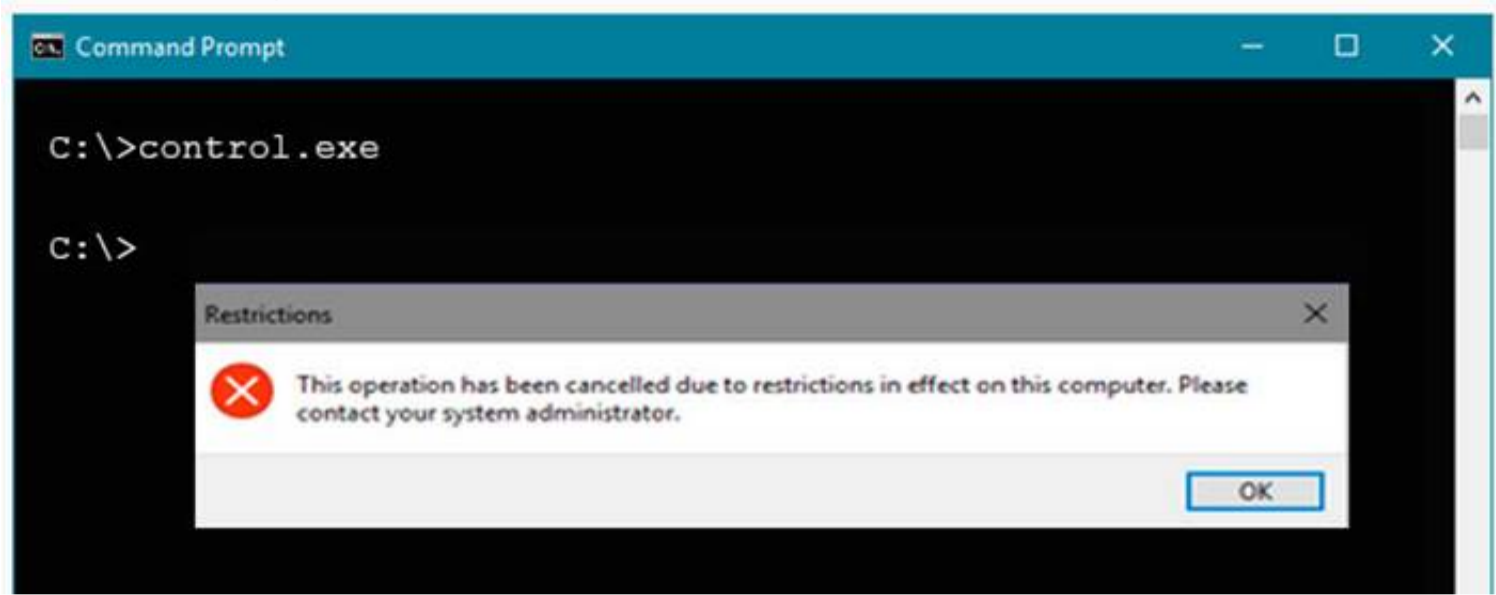 Command Prompt
C:\>control.exe
C:\>
Restrictions
This operation has been cancelled due to restrictions in effect on this computer. Please
contact your system administrator.
OK